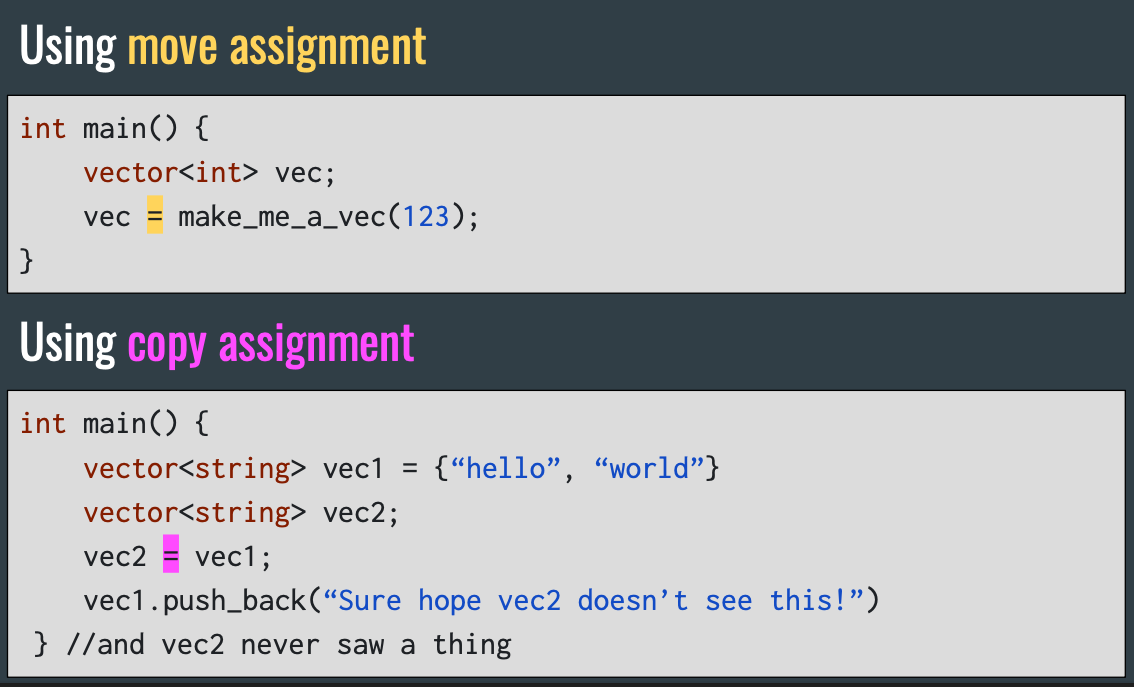 Using move assignment
int main() {
    vector<int> vec;
    vec = make_me_a_vec(123);
}
Using copy assignment
int main() {
    vector<string> vec1 = {“hello”, “world”}
    vector<string> vec2;
    vec2 = vec1;
    vec1.push_back(“Sure hope vec2 doesn’t see this!”)
 } //and vec2 never saw a thing